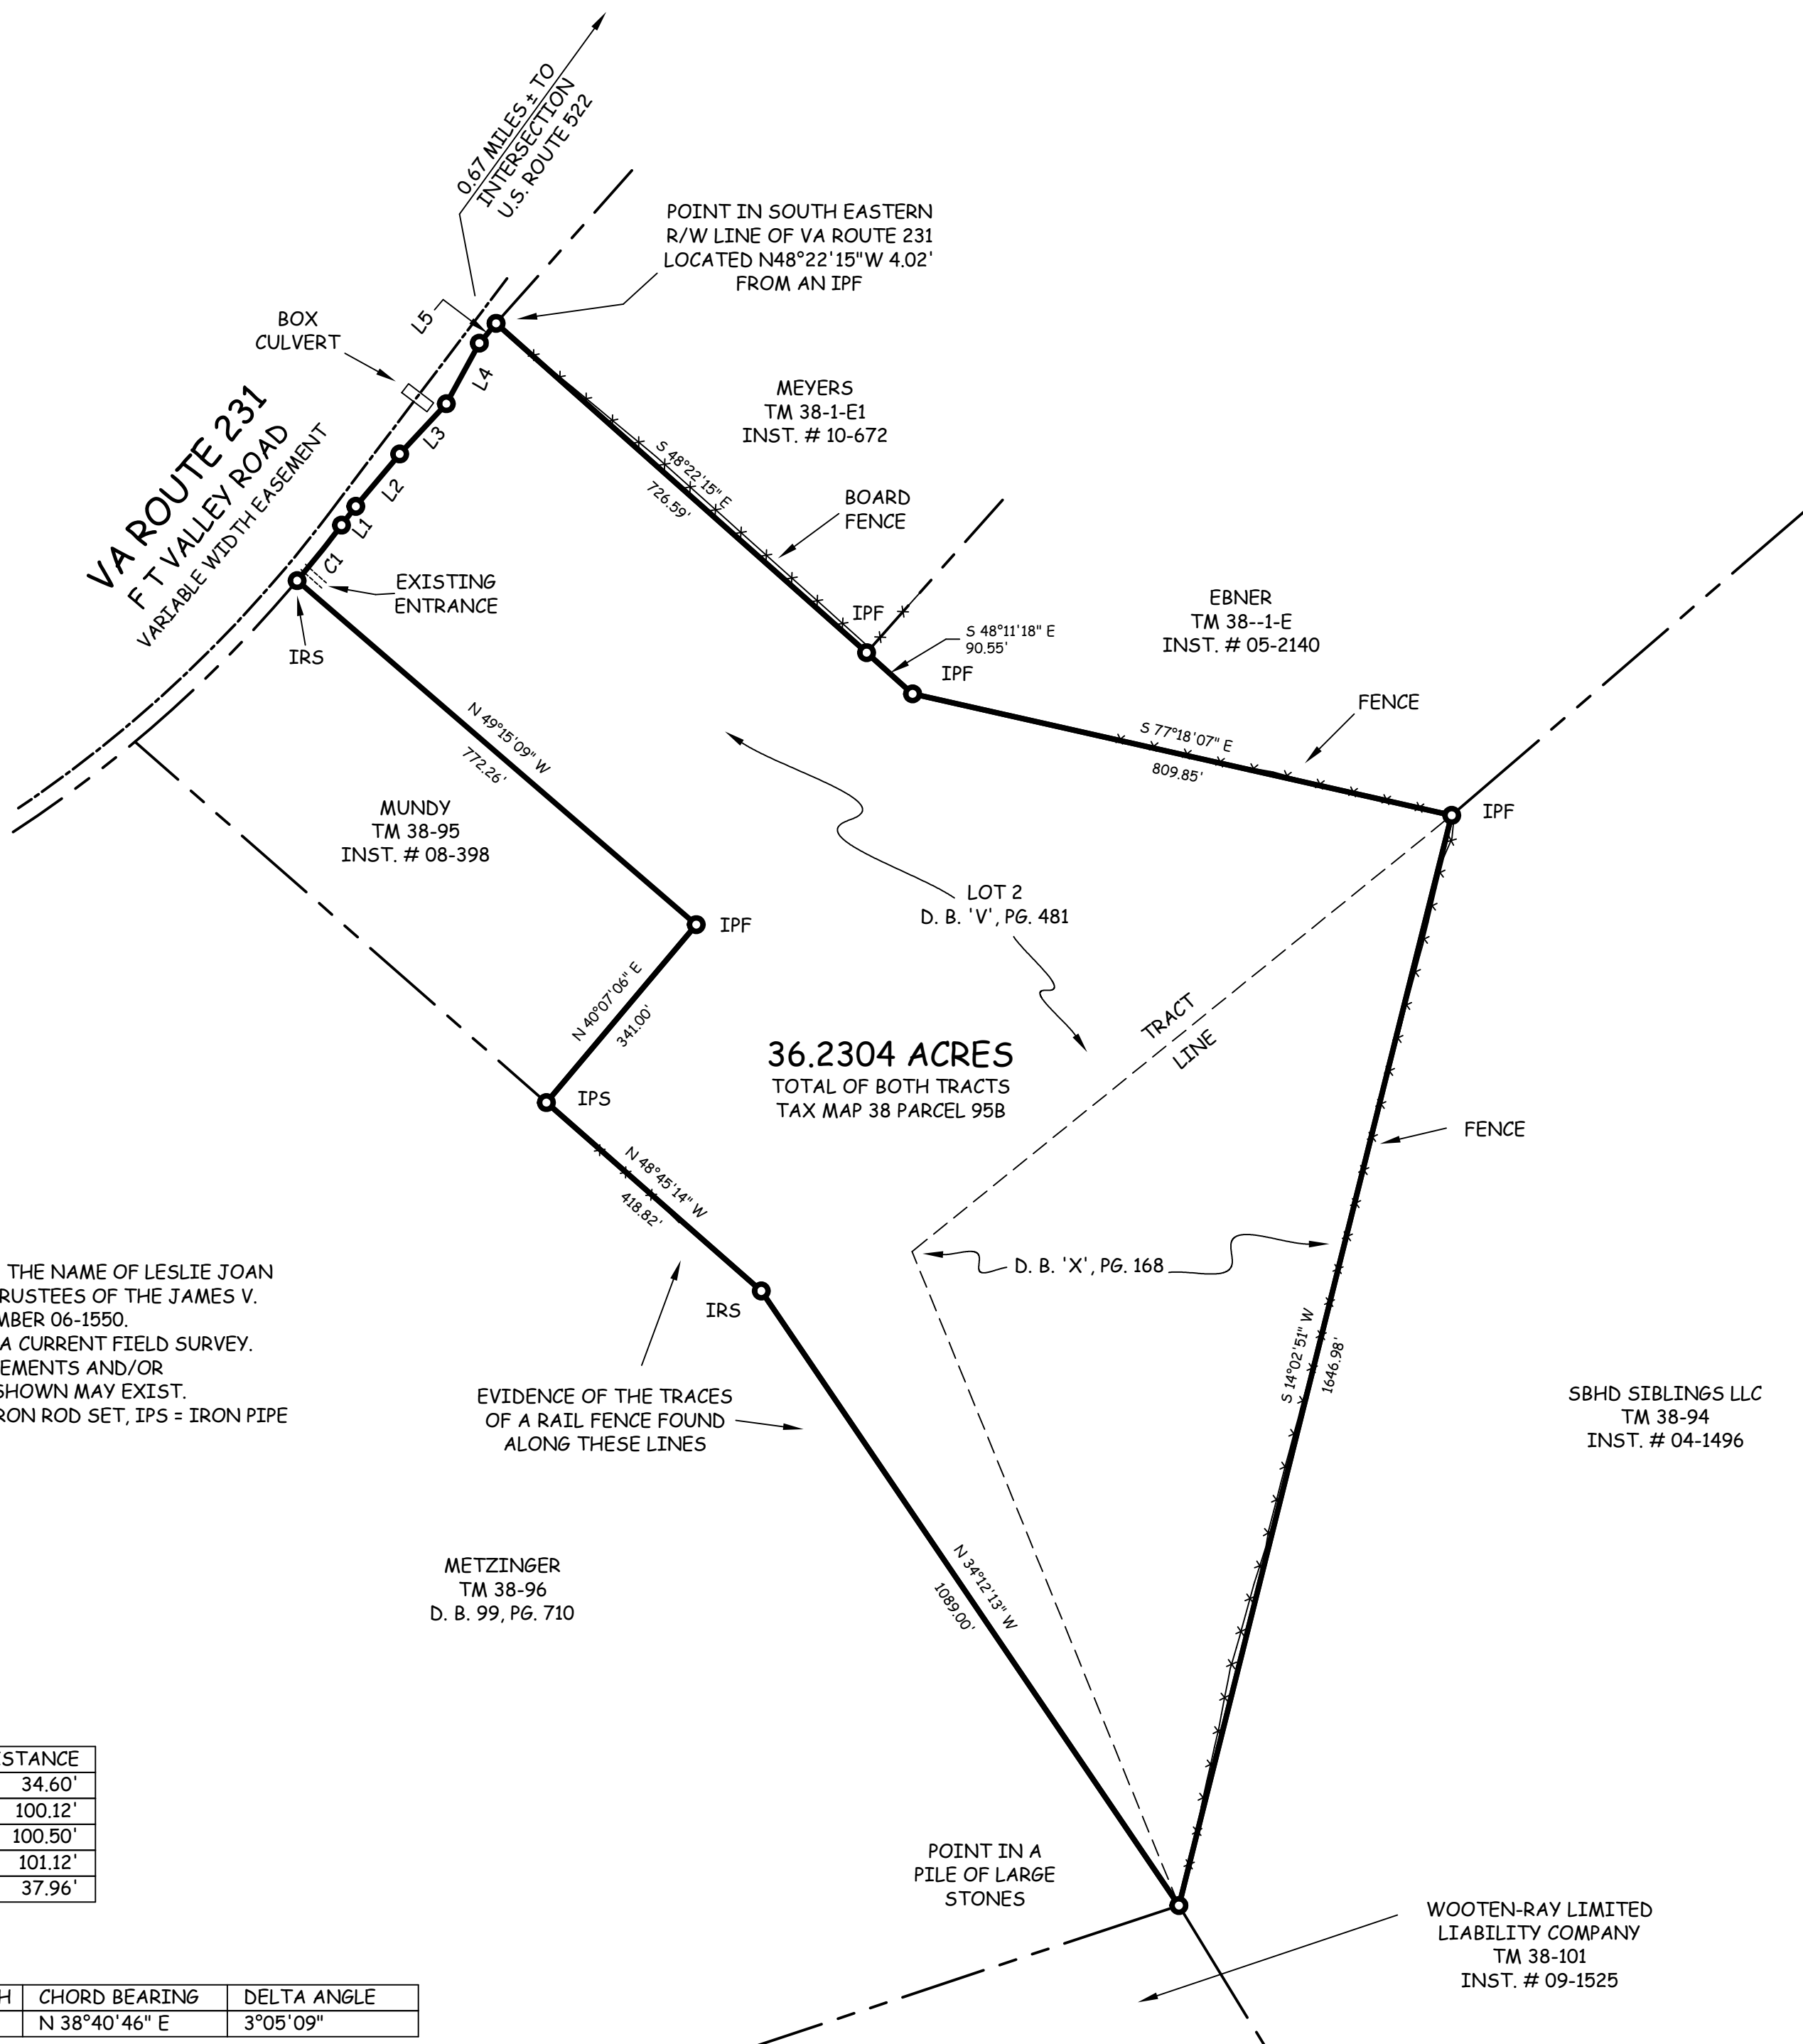 0.67 MILES ± TO
INTERSECTION
U.S. ROUTE 522
POINT IN SOUTH EASTERN
R/W LINE OF VA ROUTE 231
LOCATED N48°22'15"W 4.02'
FROM AN IPF
BOX
CULVERT
L5
L4
L3
L2
L1
C1
VA ROUTE 231
F T VALLEY ROAD
VARIABLE WIDTH EASEMENT
MEYERS
TM 38-1-E1
INST. # 10-672
S 48°22'15" E
726.59'
BOARD
FENCE
EXISTING
ENTRANCE
IRS
IPF
S 48°11'18" E
90.55'
IPF
EBNER
TM 38--1-E
INST. # 05-2140
FENCE
S 77°18'07" E
809.85'
IPF
N 49°15'09" W
772.26'
MUNDY
TM 38-95
INST. # 08-398
LOT 2
D. B. 'V', PG. 481
IPF
N 40°07'06" E
341.00'
TRACT
LINE
36.2304 ACRES
TOTAL OF BOTH TRACTS
TAX MAP 38 PARCEL 95B
IPS
FENCE
N 48°45'14" W
418.82'
D. B. 'X', PG. 168
IRS
THE NAME OF LESLIE JOAN
RUSTEES OF THE JAMES V.
MBER 06-1550.
A CURRENT FIELD SURVEY.
EMENTS AND/OR
SHOWN MAY EXIST.
RON ROD SET, IPS = IRON PIPE
S 14°02'51" W
1646.98'
EVIDENCE OF THE TRACES
OF A RAIL FENCE FOUND
ALONG THESE LINES
SBHD SIBLINGS LLC
TM 38-94
INST. # 04-1496
METZINGER
TM 38-96
D. B. 99, PG. 710
N 34°12'13" W
1089.00'
ISTANCE
34.60'
100.12'
100.50'
101.12'
37.96'
POINT IN A
PILE OF LARGE
STONES
WOOTEN-RAY LIMITED
LIABILITY COMPANY
TM 38-101
INST. # 09-1525
H CHORD BEARING DELTA ANGLE
N 38°40'46" E 3°05'09"